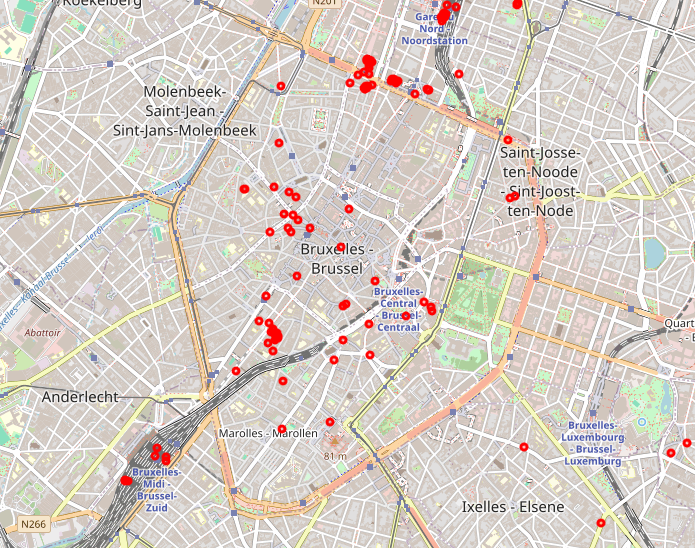 Koekelberg
N201
Gare du
Nord -
Noordstation
Molenbeek-
Saint-Jean -
Sint-Jans-Molenbeek
Saint-Josse-
ten-Noode
- Sint-Joost-
ten-Node
Bruxelles -
Brussel
Bruxelles-
Central
- Brussel-
Centraal
Abattoir
Quart
Anderlecht
Marolles - Marollen
81 m
Bruxelles-
Luxembourg
- Brussel-
Luxemburg
Bruxelles-
Midi -
Brussel-
Zuid
Ixelles - Elsene
N266